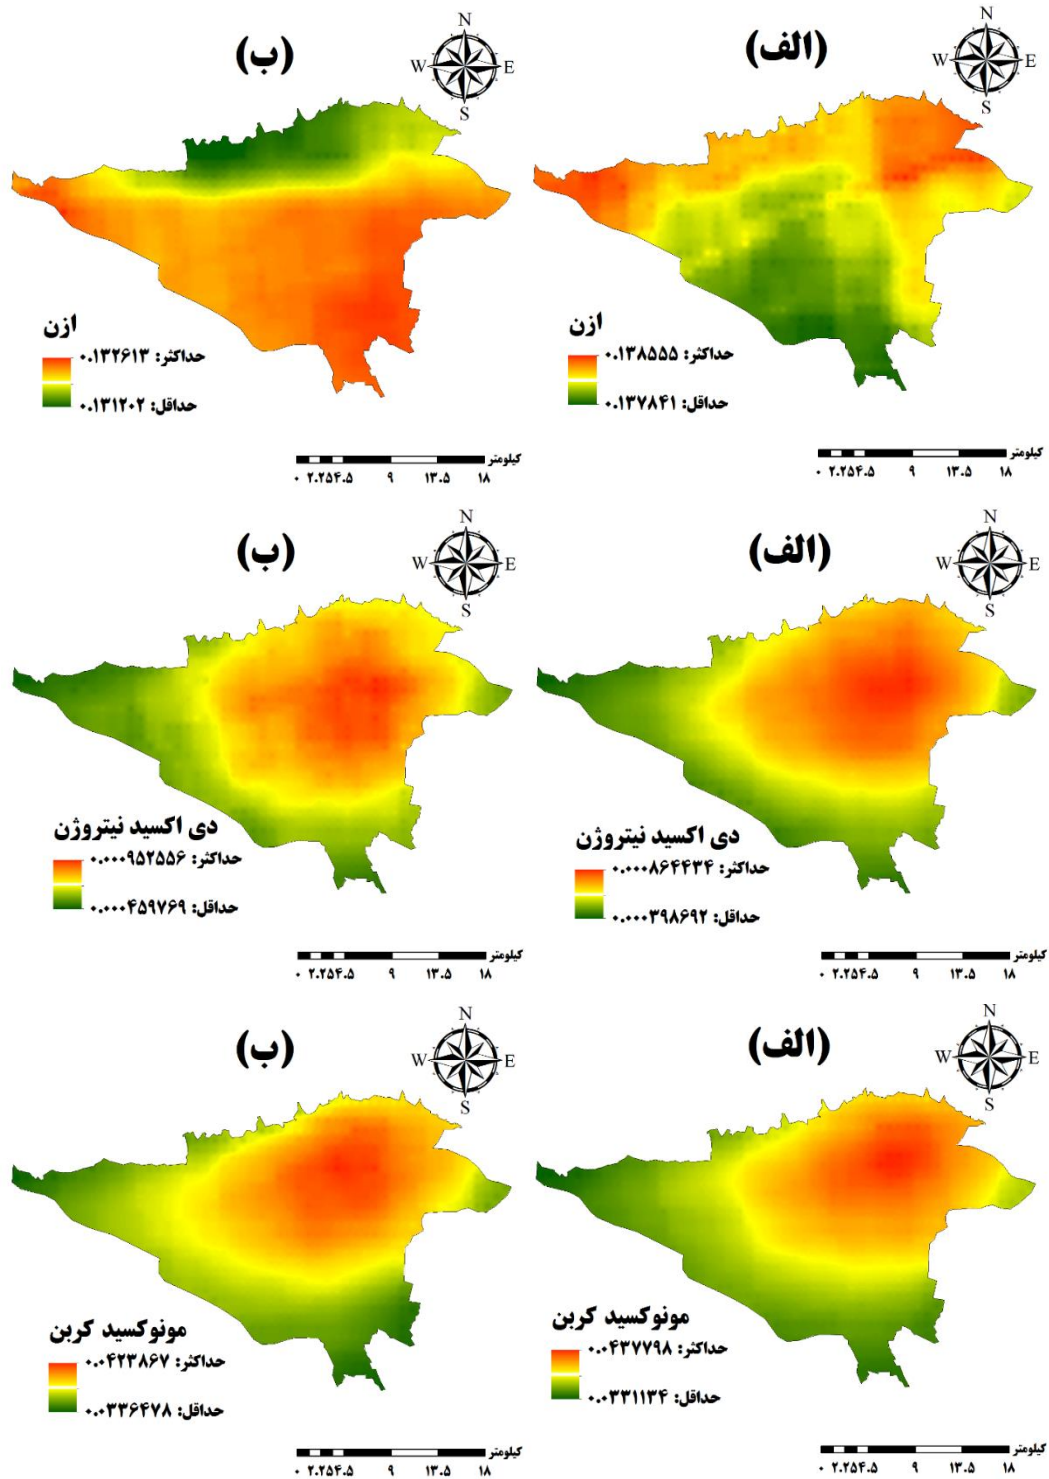 (الف)
N
W E
S
ازن
حداکثر: ۰.۱۳۸۵۵۵
حداقل: ۰.۱۳۷۸۴۱
کیلومتر
۰ ۲.۲۵۴.۵ ۹ ۱۳.۵ ۱۸
(ب)
N
W E
S
ازن
حداکثر: ۰.۱۳۲۶۱۳
حداقل: ۰.۱۳۱۲۰۲
کیلومتر
۰ ۲.۲۵۴.۵ ۹ ۱۳.۵ ۱۸
(الف)
N
W E
S
دی اکسید نیتروژن
حداکثر: ۰.۰۰۰۸۶۴۴۳۴
حداقل: ۰.۰۰۰۳۹۸۶۹۲
کیلومتر
۰ ۲.۲۵۴.۵ ۹ ۱۳.۵ ۱۸
(ب)
N
W E
S
دی اکسید نیتروژن
حداکثر: ۰.۰۰۰۹۵۲۵۵۶
حداقل: ۰.۰۰۰۴۵۹۷۶۹
کیلومتر
۰ ۲.۲۵۴.۵ ۹ ۱۳.۵ ۱۸
(الف)
N
W E
S
مونوکسید کربن
حداکثر: ۰.۰۴۳۷۷۹۸
حداقل: ۰.۰۳۳۱۱۳۴
کیلومتر
۰ ۲.۲۵۴.۵ ۹ ۱۳.۵ ۱۸
(ب)
N
W E
S
مونوکسید کربن
حداکثر: ۰.۰۴۲۳۸۶۷
حداقل: ۰.۰۳۳۶۴۷۸
کیلومتر
۰ ۲.۲۵۴.۵ ۹ ۱۳.۵ ۱۸